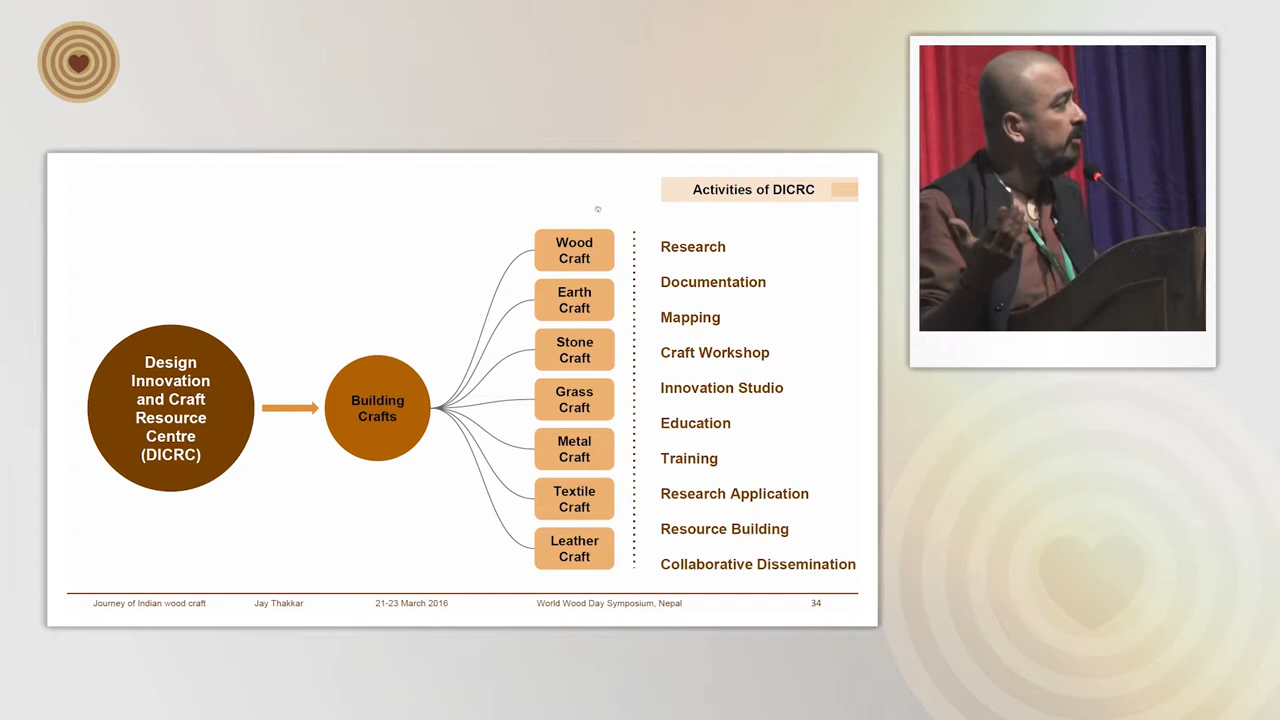 Activities of DICRC
Design
Innovation
and Craft
Resource
Centre
(DICRC)
Building
Crafts
Wood
Craft
Earth
Craft
Stone
Craft
Grass
Craft
Metal
Craft
Textile
Craft
Leather
Craft
Research
Documentation
Mapping
Craft Workshop
Innovation Studio
Education
Training
Research Application
Resource Building
Collaborative Dissemination
Journey of Indian wood craft Jay Thakkar 21-23 March 2016 World Wood Day Symposium, Nepal 34